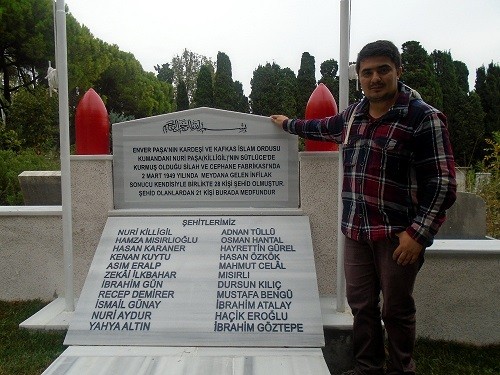 ENVER PAŞA'NIN KARDEŞİ VE KAFKAS İSLAM ORDUSU
KUMANDANI NURİ PAŞA(KİLLİGİL)'NİN SÜTLÜCE'DE
KURMUŞ OLDUĞU SİLAH VE CEPHANE FABRİKASI'NDA
2 MART 1949 YILINDA MEYDANA GELEN İNFİLAK
SONUCU KENDİSİYLE BİRLİKTE 28 KİŞİ ŞEHİD OLMUŞTUR.
ŞEHİD OLANLARDAN 21 KİŞİ BURADA MEDFUNDUR
ŞEHİTLERİMİZ
NURİ KİLLİGİL
HAMZA MISIRLIOĞLU
HASAN KARANER
KENAN KUYTU
ASIM ERALP
ZEKÂİ İLKBAHAR
İBRAHİM GÜN
RECEP DEMİRER
İSMAİL GÜNAY
NURİ AYDUR
YAHYA ALTIN
ADNAN TÜLLÜ
OSMAN HANTAL
HAYRETTİN GÜREL
HASAN ÖZKÖK
MAHMUT CELÂL
MISIRLI
DURSUN KILIÇ
MUSTAFA BENGÜ
İBRAHİM ATALAY
HAÇİK EROĞLU
İBRAHİM GÖZTEPE